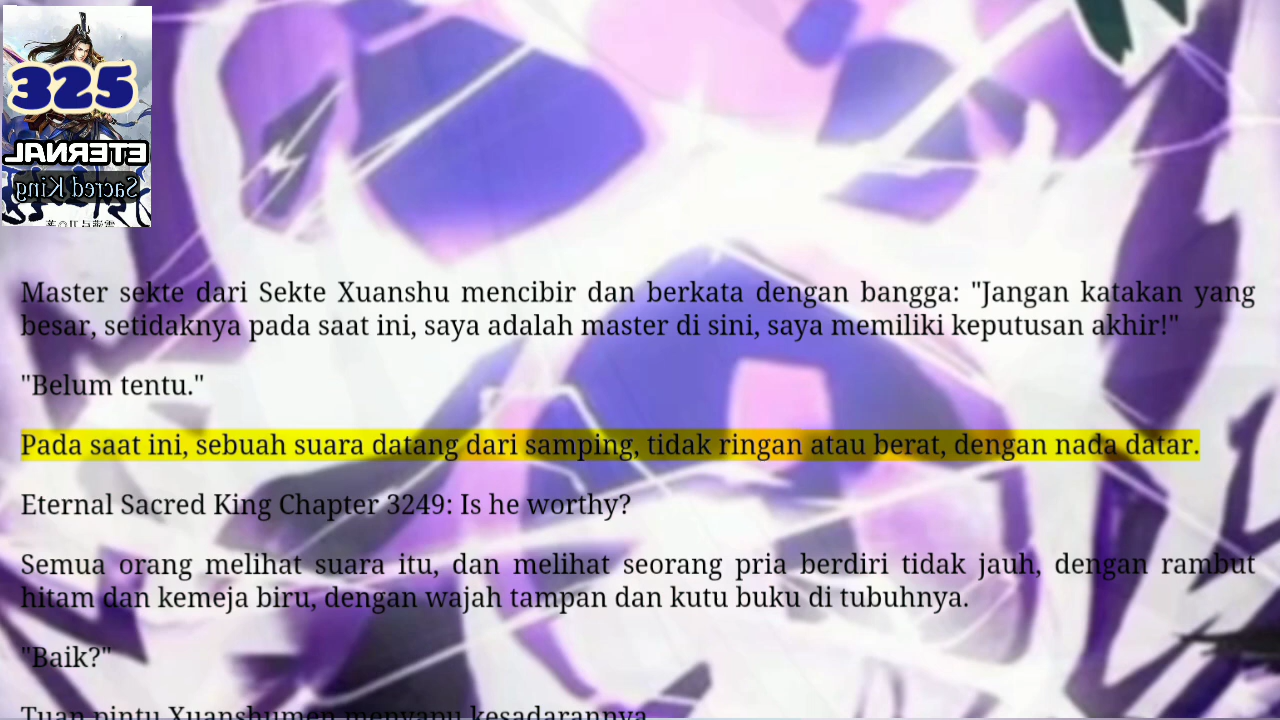 325
ETERNAL
Sacred King
Master sekte dari Sekte Xuanshu mencibir dan berkata dengan bangga: "Jangan katakan yang
besar, setidaknya pada saat ini, saya adalah master di sini, saya memiliki keputusan akhir!"
"Belum tentu."
Pada saat ini, sebuah suara datang dari samping, tidak ringan atau berat, dengan nada datar.
Eternal Sacred King Chapter 3249: Is he worthy?
Semua orang melihat suara itu, dan melihat seorang pria berdiri tidak jauh, dengan rambut
hitam dan kemeja biru, dengan wajah tampan dan kutu buku di tubuhnya.
"Baik?"
Tuan pintu Xuanshumen menyapu kesadarannya